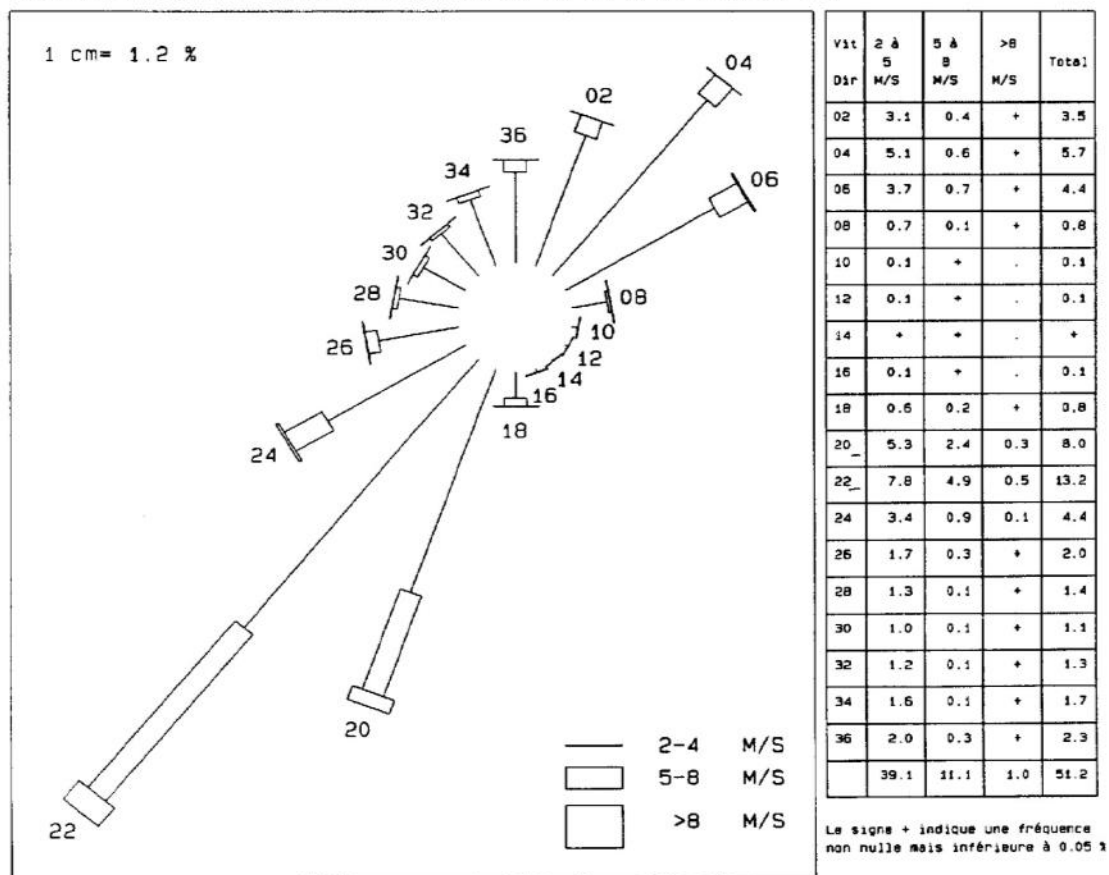 1 cm= 1.2 %
04
02
36
06
34
32
30
28
08
26
10
12
14
16
18
24
20
22
2-4 M/S
5-8 M/S
>8 M/S
Vit 2 à 5 >8 Total
Dir 5 M/S 8 M/S M/S
02 3.1 0.4 + 3.5
04 5.1 0.6 + 5.7
06 3.7 0.7 + 4.4
08 0.7 0.1 + 0.8
10 0.1 + . 0.1
12 0.1 + . 0.1
14 + + . +
16 0.1 + . 0.1
18 0.6 0.2 + 0.8
20 5.3 2.4 0.3 8.0
22 7.8 4.9 0.5 13.2
24 3.4 0.9 0.1 4.4
26 1.7 0.3 + 2.0
28 1.3 0.1 + 1.4
30 1.0 0.1 + 1.1
32 1.2 0.1 + 1.3
34 1.6 0.1 + 1.7
36 2.0 0.3 + 2.3
39.1 11.1 1.0 51.2
Le signe + indique une fréquence
non nulle mais inférieure à 0.05 %